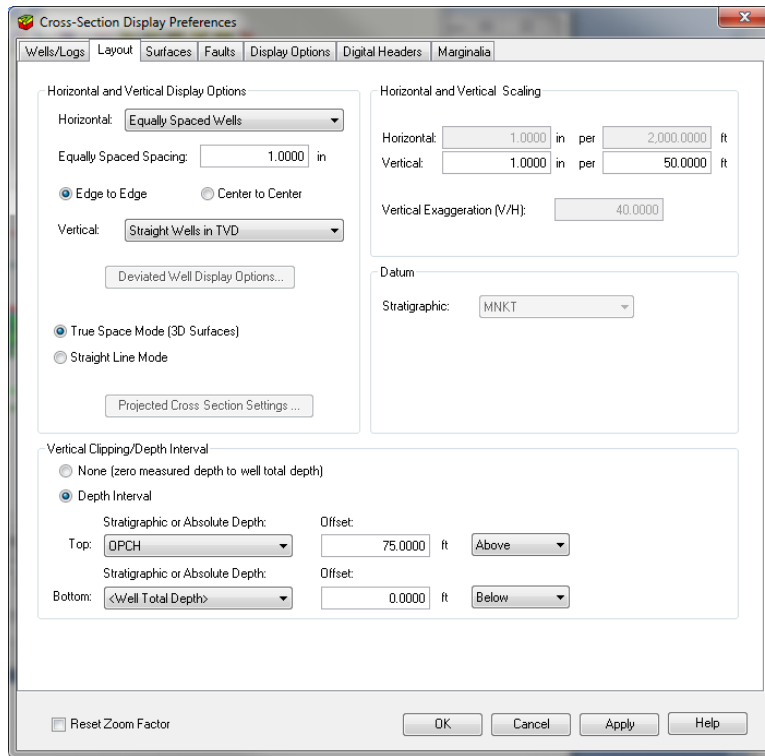 Cross-Section Display Preferences
Wells/Logs Layout Surfaces Faults Display Options Digital Headers Marginalia
Horizontal and Vertical Display Options
Horizontal: Equally Spaced Wells
Equally Spaced Spacing: 1.0000 in
Edge to Edge Center to Center
Vertical: Straight Wells in TVD
Deviated Well Display Options...
True Space Mode (3D Surfaces)
Straight Line Mode
Projected Cross Section Settings ...
Horizontal and Vertical Scaling
Horizontal: 1.0000 in per 2,000.0000 ft
Vertical: 1.0000 in per 50.0000 ft
Vertical Exaggeration (V/H): 40.0000
Datum
Stratigraphic: MNKT
Vertical Clipping/Depth Interval
None (zero measured depth to well total depth)
Depth Interval
Stratigraphic or Absolute Depth: Offset:
Top: OPCH 75.0000 ft Above
Stratigraphic or Absolute Depth: Offset:
Bottom: <Well Total Depth> 0.0000 ft Below
Reset Zoom Factor OK Cancel Apply Help